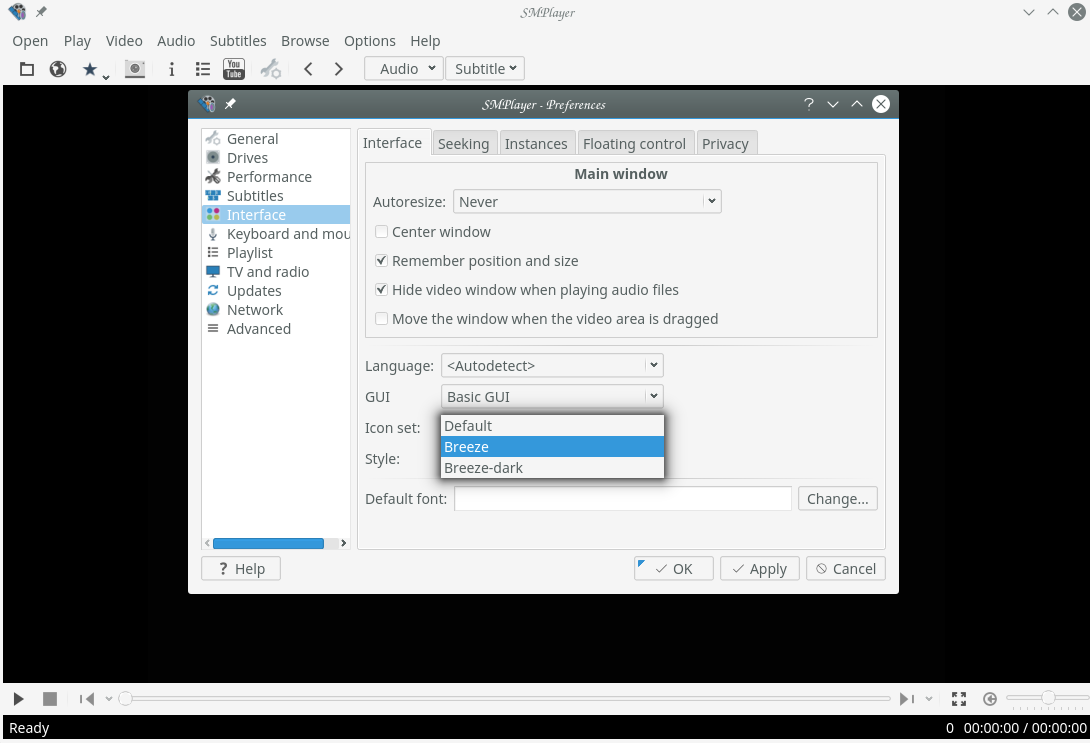 SMPlayer
Open Play Video Audio Subtitles Browse Options Help
You Tube Audio Subtitle
SMPlayer - Preferences
General
Drives
Performance
Subtitles
Interface
Keyboard and mou
Playlist
TV and radio
Updates
Network
Advanced
Interface Seeking Instances Floating control Privacy
Main window
Autoresize: Never
Center window
Remember position and size
Hide video window when playing audio files
Move the window when the video area is dragged
Language: <Autodetect>
GUI Basic GUI
Icon set: Default
Breeze
Style: Breeze-dark
Default font: Change...
? Help OK Apply Cancel
Ready 0 00:00:00 / 00:00:00